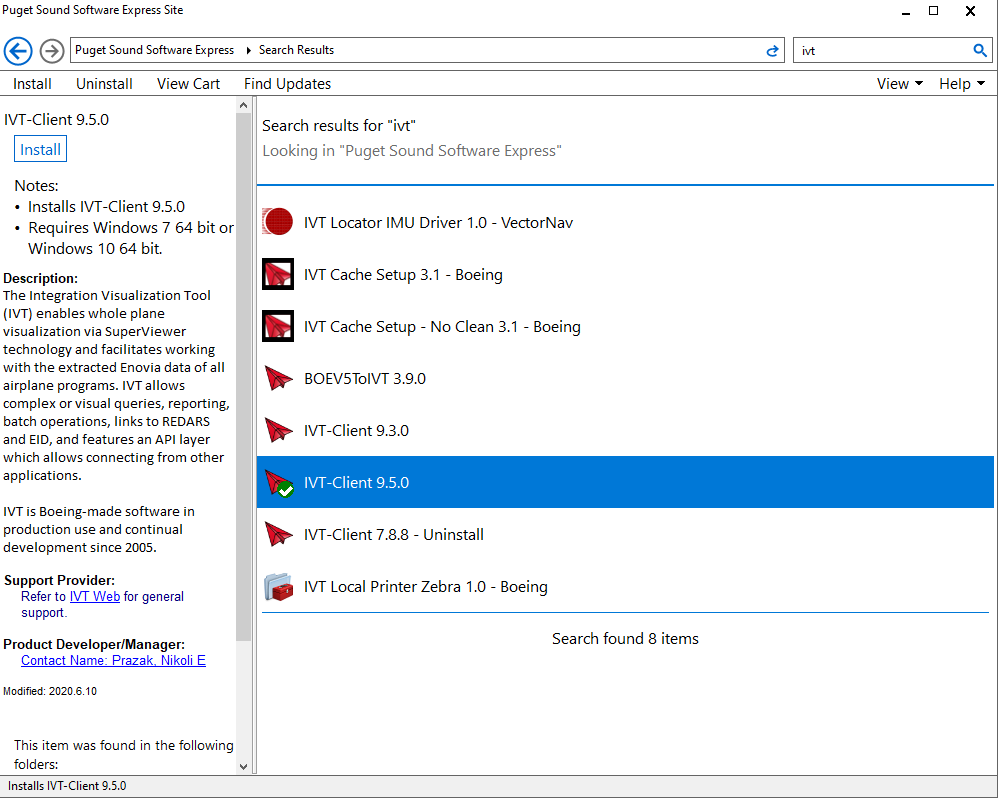 Puget Sound Software Express Site
Puget Sound Software Express
Search Results
ivt
Install
Uninstall
View Cart
Find Updates
View
Help
IVT-Client 9.5.0
Install
Notes:
• Installs IVT-Client 9.5.0
• Requires Windows 7 64 bit or
Windows 10 64 bit.
Description:
The Integration Visualization Tool
(IVT) enables whole plane
visualization via SuperViewer
technology and facilitates working
with the extracted Enovia data of all
airplane programs. IVT allows
complex or visual queries, reporting,
batch operations, links to REDARS
and EID, and features an API layer
which allows connecting from other
applications.
IVT is Boeing-made software in
production use and continual
development since 2005.
Support Provider:
Refer to IVT Web for general
support.
Product Developer/Manager:
Contact Name: Prazak, Nikoli E
Modified: 2020.6.10
This item was found in the following
folders:
Search results for "ivt"
Looking in "Puget Sound Software Express"
IVT Locator IMU Driver 1.0 - VectorNav
IVT Cache Setup 3.1 - Boeing
IVT Cache Setup - No Clean 3.1 - Boeing
BOEV5ToIVT 3.9.0
IVT-Client 9.3.0
IVT-Client 9.5.0
IVT-Client 7.8.8 - Uninstall
IVT Local Printer Zebra 1.0 - Boeing
Search found 8 items
Installs IVT-Client 9.5.0